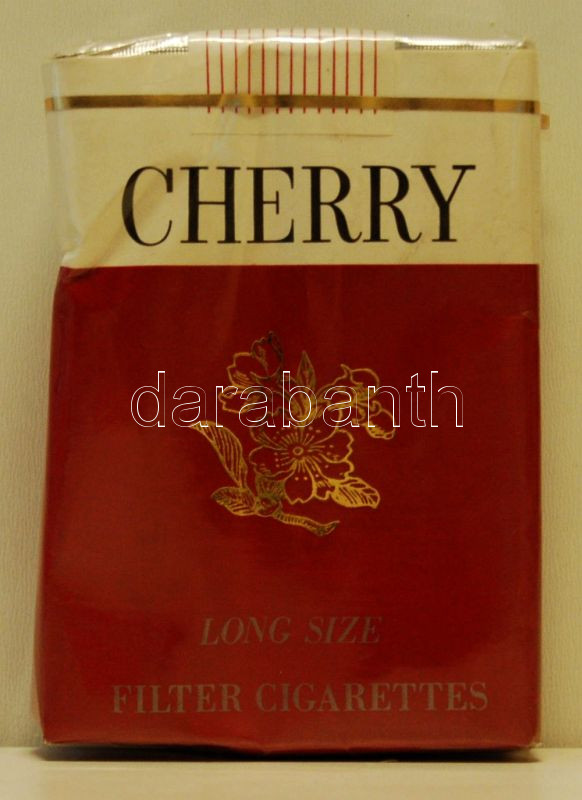 CHERRY
darabanth
LONG SIZE
FILTER CIGARETTES